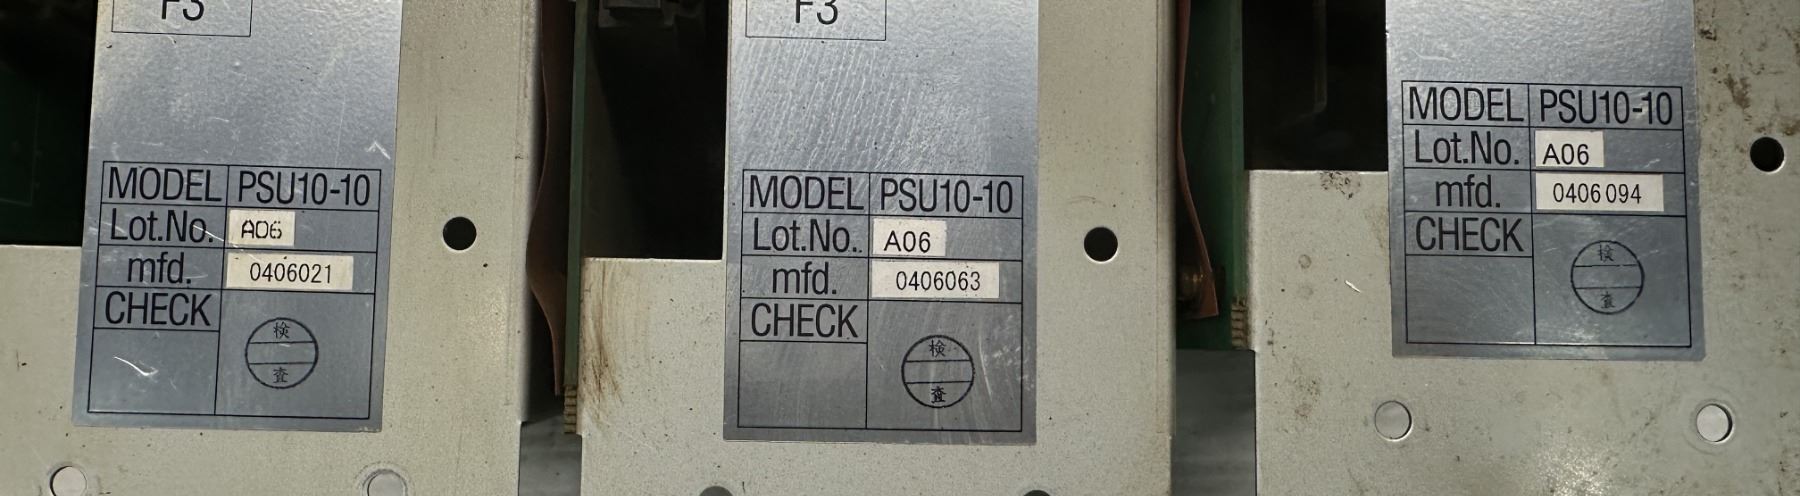 F3
MODEL PSU10-10
Lot.No. A06
mfd. 0406021
CHECK
検
査
F3
MODEL PSU10-10
Lot.No.. A06
mfd. 0406063
CHECK
検
査
MODEL PSU10-10
Lot.No. A06
mfd. 0406094
CHECK
検
査